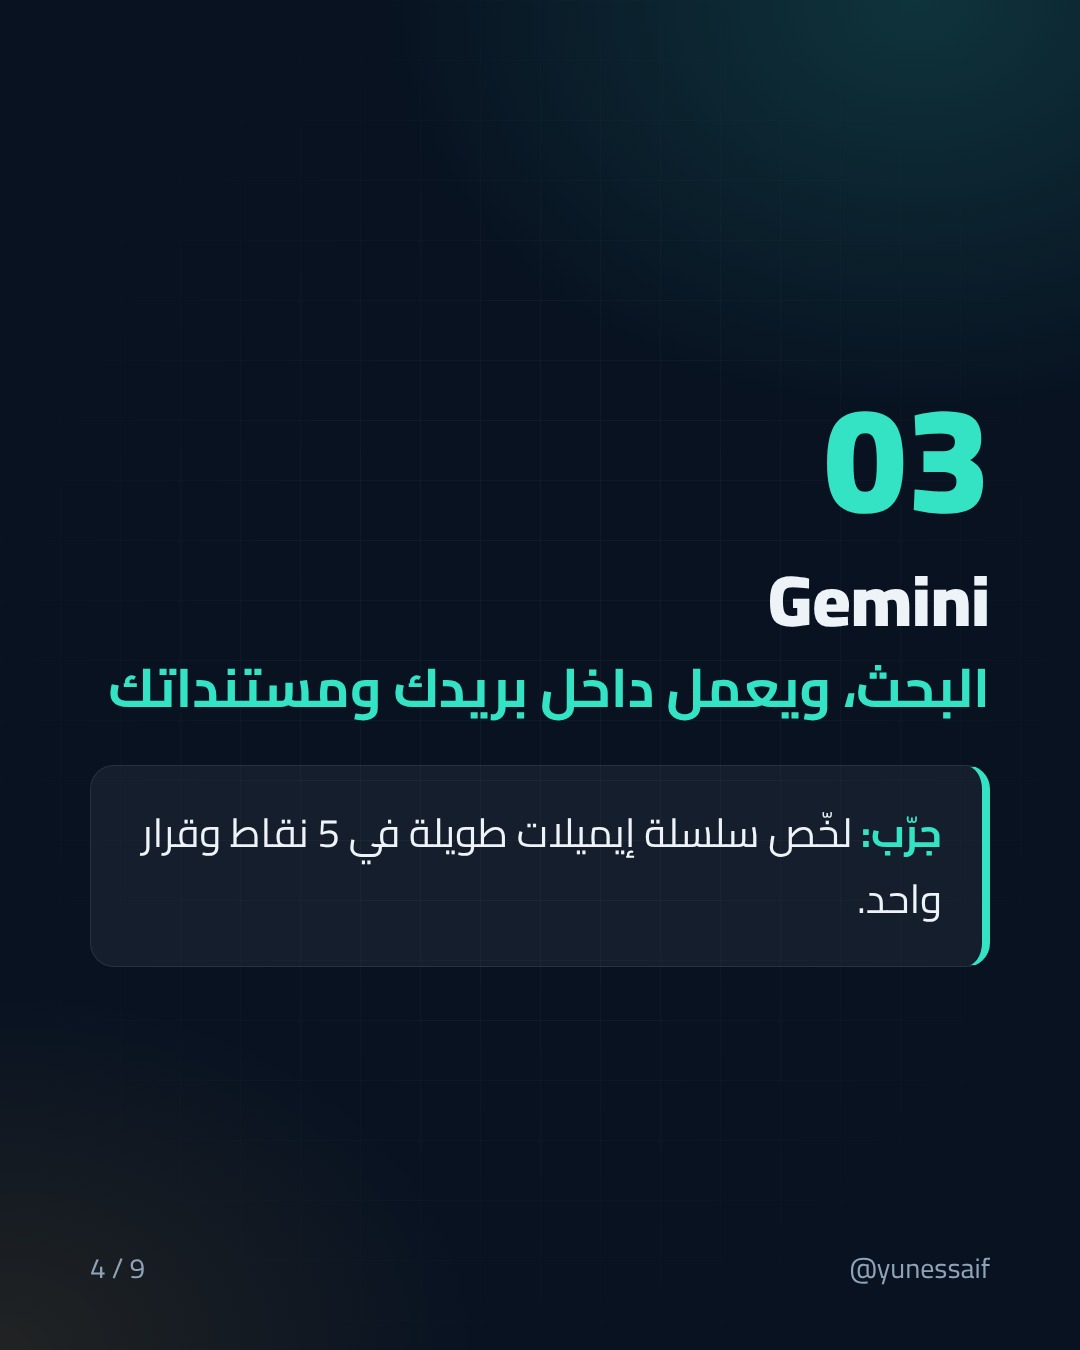 03
Gemini
البحث، ويعمل داخل بريدك ومستنداتك
جرّب: لخّص سلسلة إيميلات طويلة في 5 نقاط وقرار
واحد.
@yunessaif
4 / 9